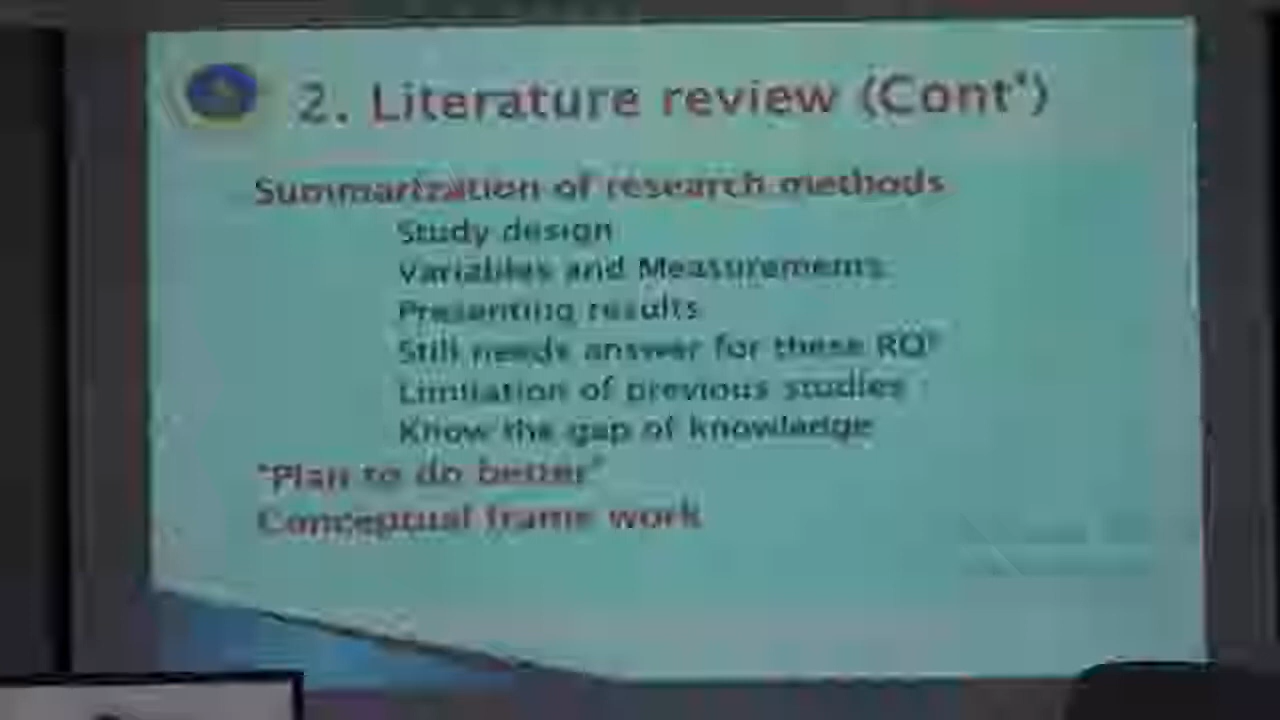 2. Literature review (Cont')
Summarization of research methods
Study design
Variables and Measurements
Presenting results
Still needs answer for these RQ?
Limitation of previous studies
Know the gap of knowledge
"Plan to do better"
Conceptual frame work